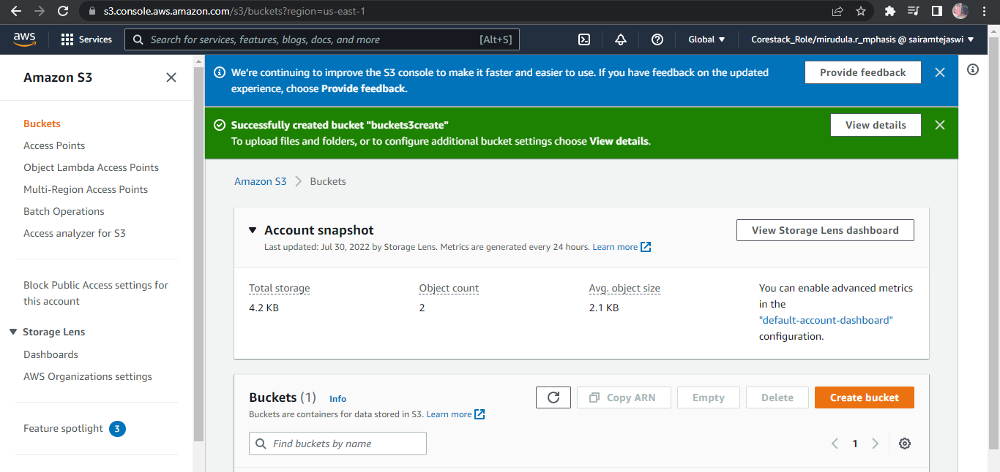 s3.console.aws.amazon.com/s3/buckets?region=us-east-1
aws
Services
Search for services, features, blogs, docs, and more
[Alt+S]
Global
Corestack_Role/mirudula.r_mphasis @ sairamtejaswi
Amazon S3
Buckets
Access Points
Object Lambda Access Points
Multi-Region Access Points
Batch Operations
Access analyzer for S3
Block Public Access settings for
this account
Storage Lens
Dashboards
AWS Organizations settings
Feature spotlight 3
We're continuing to improve the S3 console to make it faster and easier to use. If you have feedback on the updated
experience, choose Provide feedback.
Provide feedback
Successfully created bucket "buckets3create"
To upload files and folders, or to configure additional bucket settings choose View details.
View details
Amazon S3 > Buckets
Account snapshot
Last updated: Jul 30, 2022 by Storage Lens. Metrics are generated every 24 hours. Learn more
View Storage Lens dashboard
Total storage
4.2 KB
Object count
2
Avg. object size
2.1 KB
You can enable advanced metrics
in the
"default-account-dashboard"
configuration.
Buckets (1) Info
Buckets are containers for data stored in S3. Learn more
Copy ARN
Empty
Delete
Create bucket
Find buckets by name
1